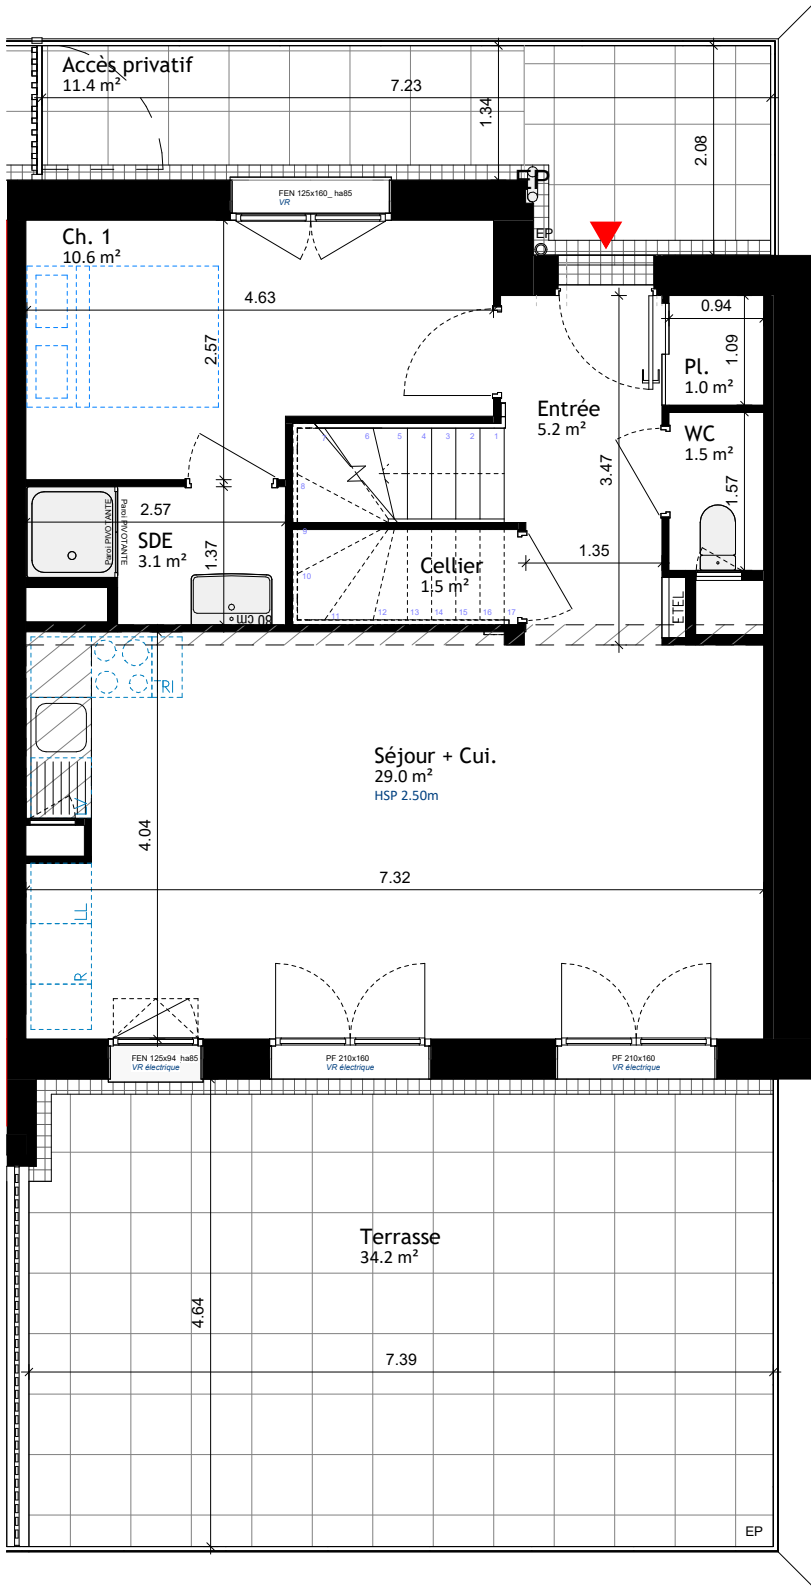 Accès privatif
11.4 m²
7.23
1.34
2.08
EP
EP
FEN 125x160_ ha85
VR
Ch. 1
10.6 m²
4.63
2.57
0.94
1.09
Pl.
1.0 m²
Entrée
5.2 m²
3.47
WC
1.5 m²
1.57
7
6
5
4
3
2
1
8
9
10
11
12
13
14
15
16
17
2.57
Paroi PIVOTANTE
Paroi PIVOTANTE
SDE
3.1 m²
1.37
80 cm
Cellier
1.5 m²
1.35
ETEL
TRI
LV
Séjour + Cui.
29.0 m²
HSP 2.50m
4.04
7.32
LL
R
FEN 125x94_ha85
VR électrique
PF 210x160
VR électrique
PF 210x160
VR électrique
Terrasse
34.2 m²
4.64
7.39
EP